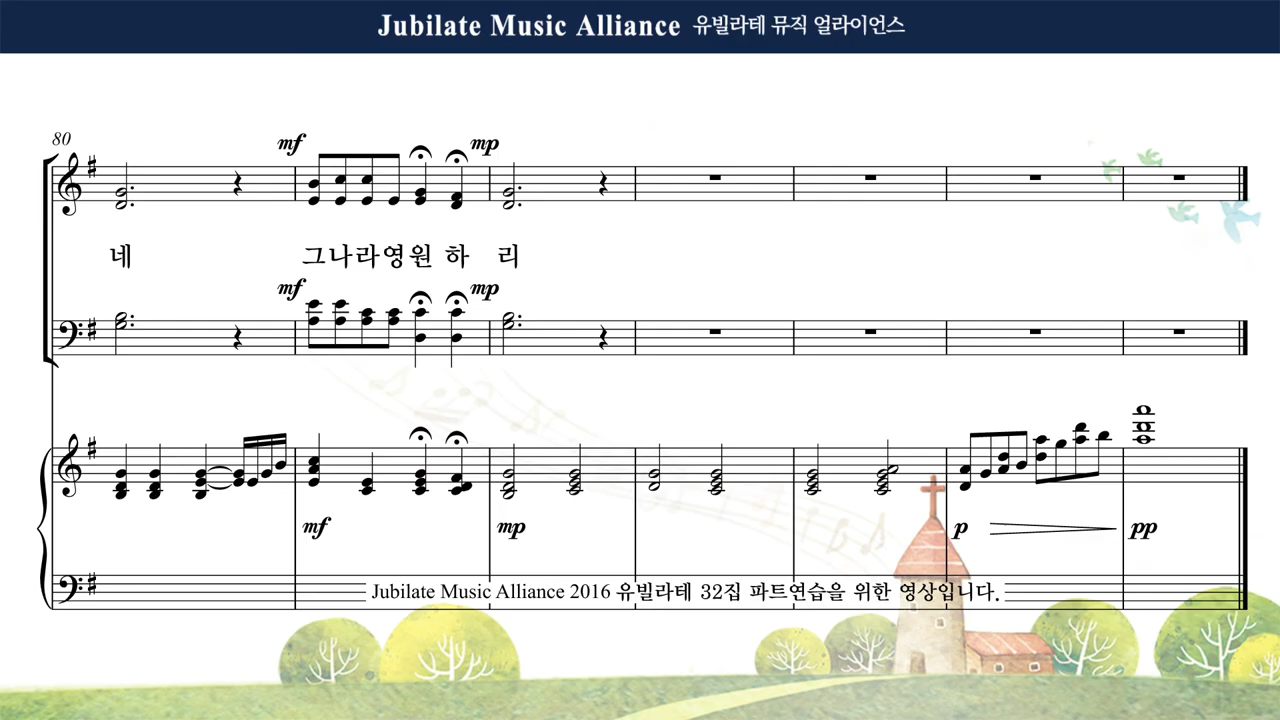 Jubilate Music Alliance 유빌라테 뮤직 얼라이언스
80
mf mp
네 그나라영원 하 리
mf mp
mf mp p pp
Jubilate Music Alliance 2016 유빌라테 32집 파트연습을 위한 영상입니다.